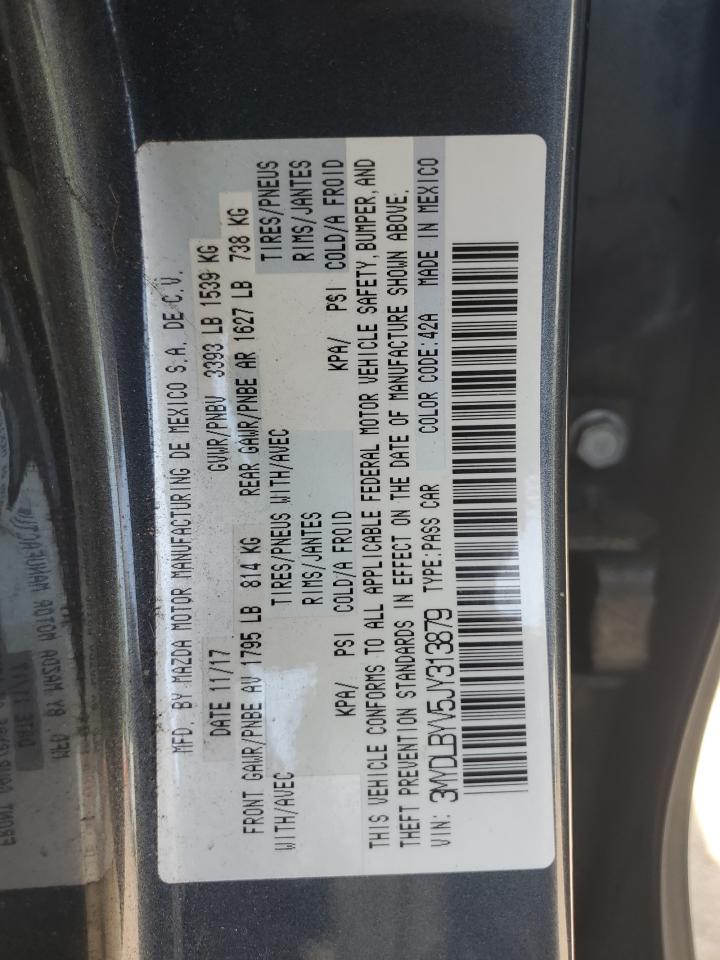 MFD. BY MAZDA MOTOR MANUFACTURING DE MEXICO S.A. DE C.V.
DATE 11/17 GVWR/PNBV 3393 LB 1539 KG
FRONT GAWR/PNBE AV 1795 LB 814 KG REAR GAWR/PNBE AR 1627 LB 738 KG
WITH/AVEC TIRES/PNEUS WITH/AVEC TIRES/PNEUS
RIMS/JANTES RIMS/JANTES
KPA/ PSI COLD/A FROID KPA/ PSI COLD/A FROID
THIS VEHICLE CONFORMS TO ALL APPLICABLE FEDERAL MOTOR VEHICLE SAFETY, BUMPER, AND
THEFT PREVENTION STANDARDS IN EFFECT ON THE DATE OF MANUFACTURE SHOWN ABOVE.
VIN: 3MYDLBYV5JY313879 TYPE:PASS CAR COLOR CODE:42A MADE IN MEXICO